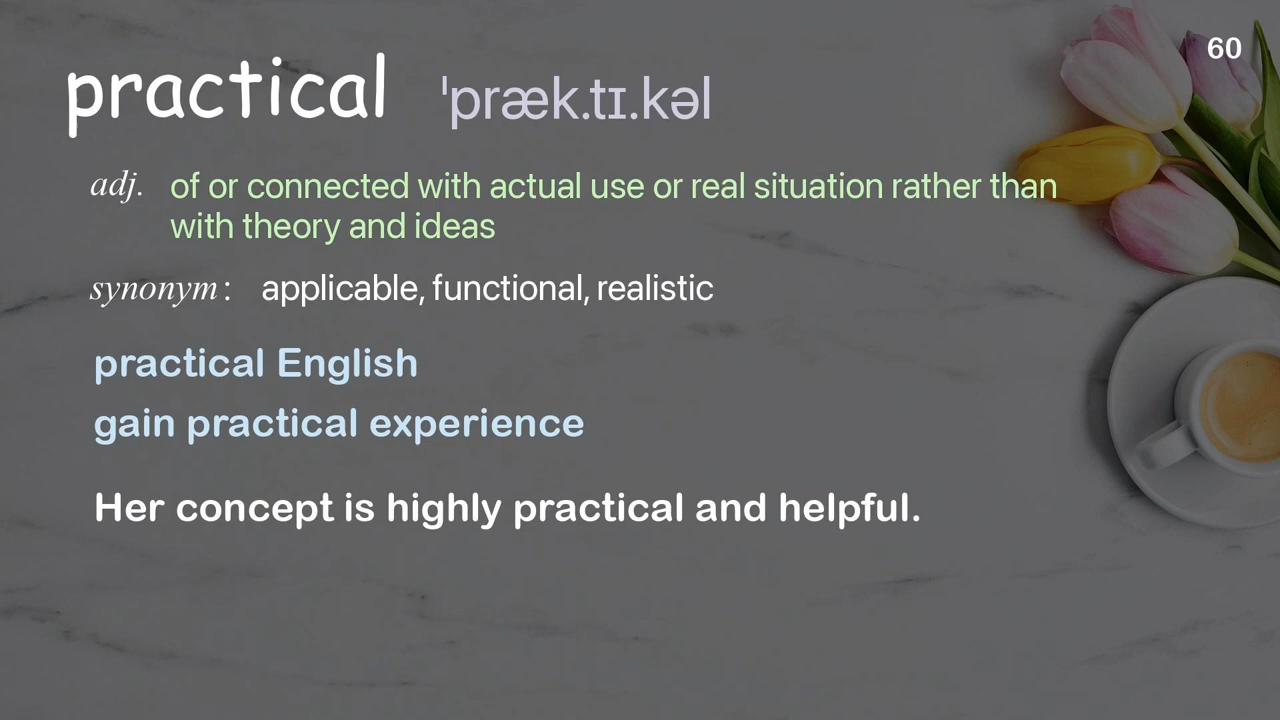 60
practical ˈpræk.tɪ.kəl
adj. of or connected with actual use or real situation rather than
with theory and ideas
synonym: applicable, functional, realistic
practical English
gain practical experience
Her concept is highly practical and helpful.